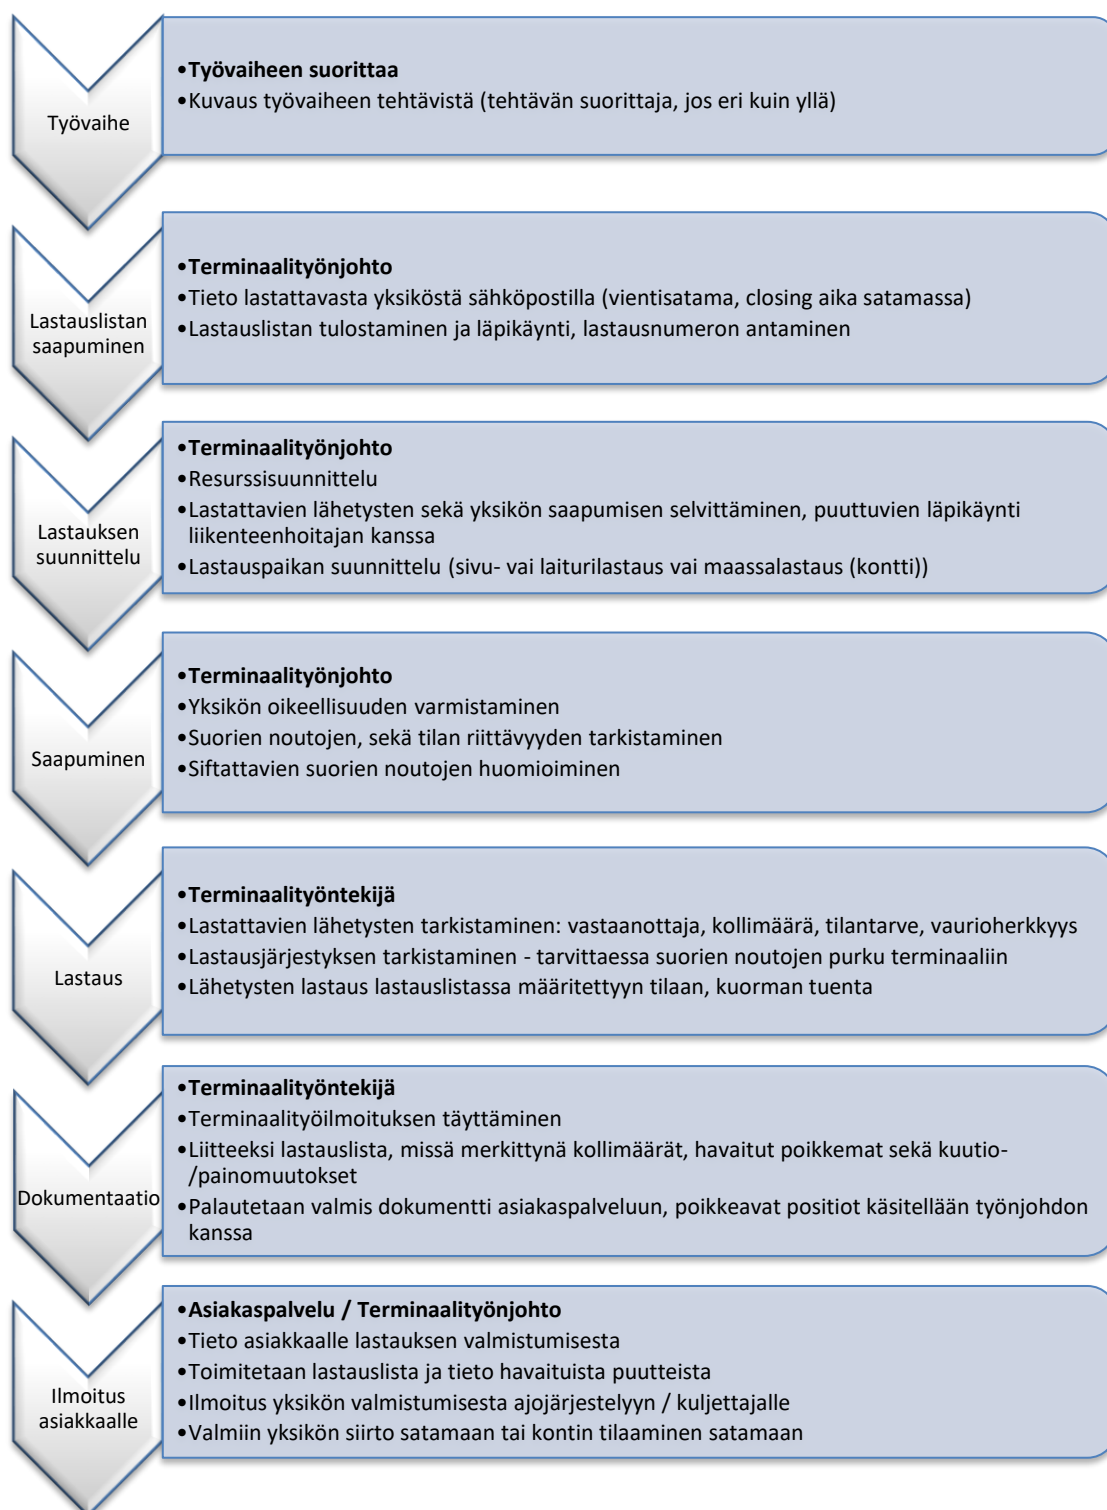 Työvaihe
•Työvaiheen suorittaa
•Kuvaus työvaiheen tehtävistä (tehtävän suorittaja, jos eri kuin yllä)
Lastauslistan
saapuminen
•Terminaalityönjohto
•Tieto lastattavasta yksiköstä sähköpostilla (vientisatama, closing aika satamassa)
•Lastauslistan tulostaminen ja läpikäynti, lastausnumeron antaminen
Lastauksen
suunnittelu
•Terminaalityönjohto
•Resurssisuunnittelu
•Lastattavien lähetysten sekä yksikön saapumisen selvittäminen, puuttuvien läpikäynti
liikenteenhoitajan kanssa
•Lastauspaikan suunnittelu (sivu- vai laiturilastaus vai maassalastaus (kontti))
Saapuminen
•Terminaalityönjohto
•Yksikön oikeellisuuden varmistaminen
•Suorien noutojen, sekä tilan riittävyyden tarkistaminen
•Siftattavien suorien noutojen huomioiminen
Lastaus
•Terminaalityöntekijä
•Lastattavien lähetysten tarkistaminen: vastaanottaja, kollimäärä, tilantarve, vaurioherkkyys
•Lastausjärjestyksen tarkistaminen - tarvittaessa suorien noutojen purku terminaaliin
•Lähetysten lastaus lastauslistassa määritettyyn tilaan, kuorman tuenta
Dokumentaatio
•Terminaalityöntekijä
•Terminaalityöilmoituksen täyttäminen
•Liitteeksi lastauslista, missä merkittynä kollimäärät, havaitut poikkemat sekä kuutio-
/painomuutokset
•Palautetaan valmis dokumentti asiakaspalveluun, poikkeavat positiot käsitellään työnjohdon
kanssa
Ilmoitus
asiakkaalle
•Asiakaspalvelu / Terminaalityönjohto
•Tieto asiakkaalle lastauksen valmistumisesta
•Toimitetaan lastauslista ja tieto havaituista puutteista
•Ilmoitus yksikön valmistumisesta ajojärjestelyyn / kuljettajalle
•Valmiin yksikön siirto satamaan tai kontin tilaaminen satamaan